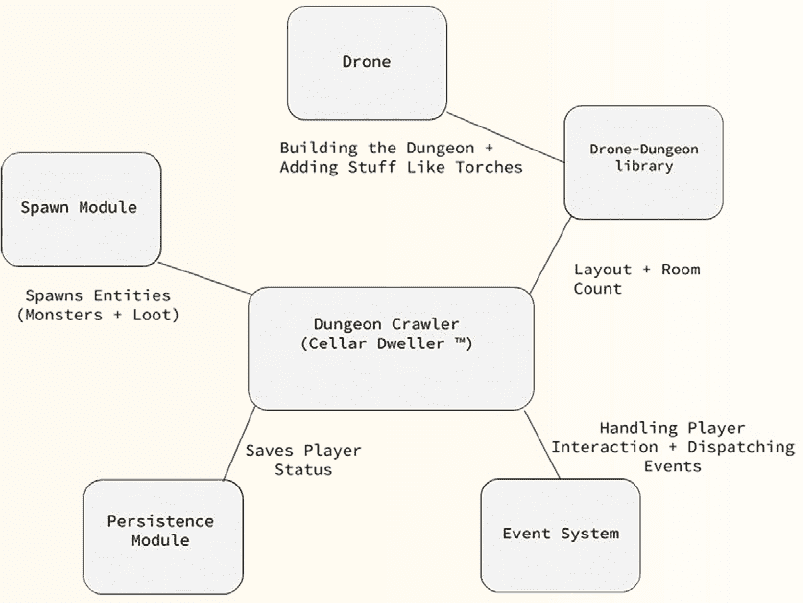 Drone
Building the Dungeon +
Adding Stuff Like Torches
Drone-Dungeon
library
Spawn Module
Spawns Entities
(Monsters + Loot)
Layout + Room
Count
Dungeon Crawler
(Cellar Dweller ™)
Saves Player
Status
Handling Player
Interaction + Dispatching
Events
Persistence
Module
Event System